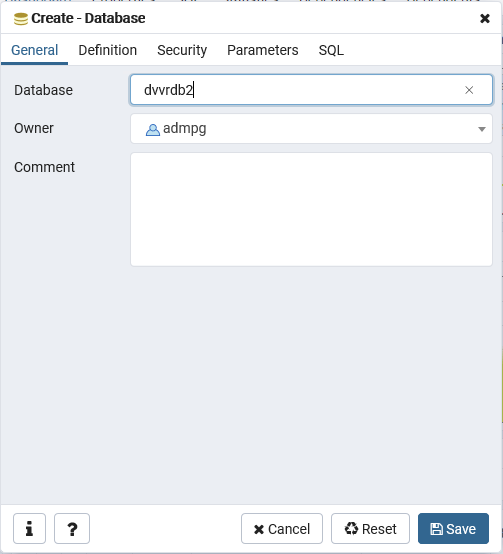 Create - Database
General Definition Security Parameters SQL
Database dvvrdb2
Owner admpg
Comment
Cancel Reset Save